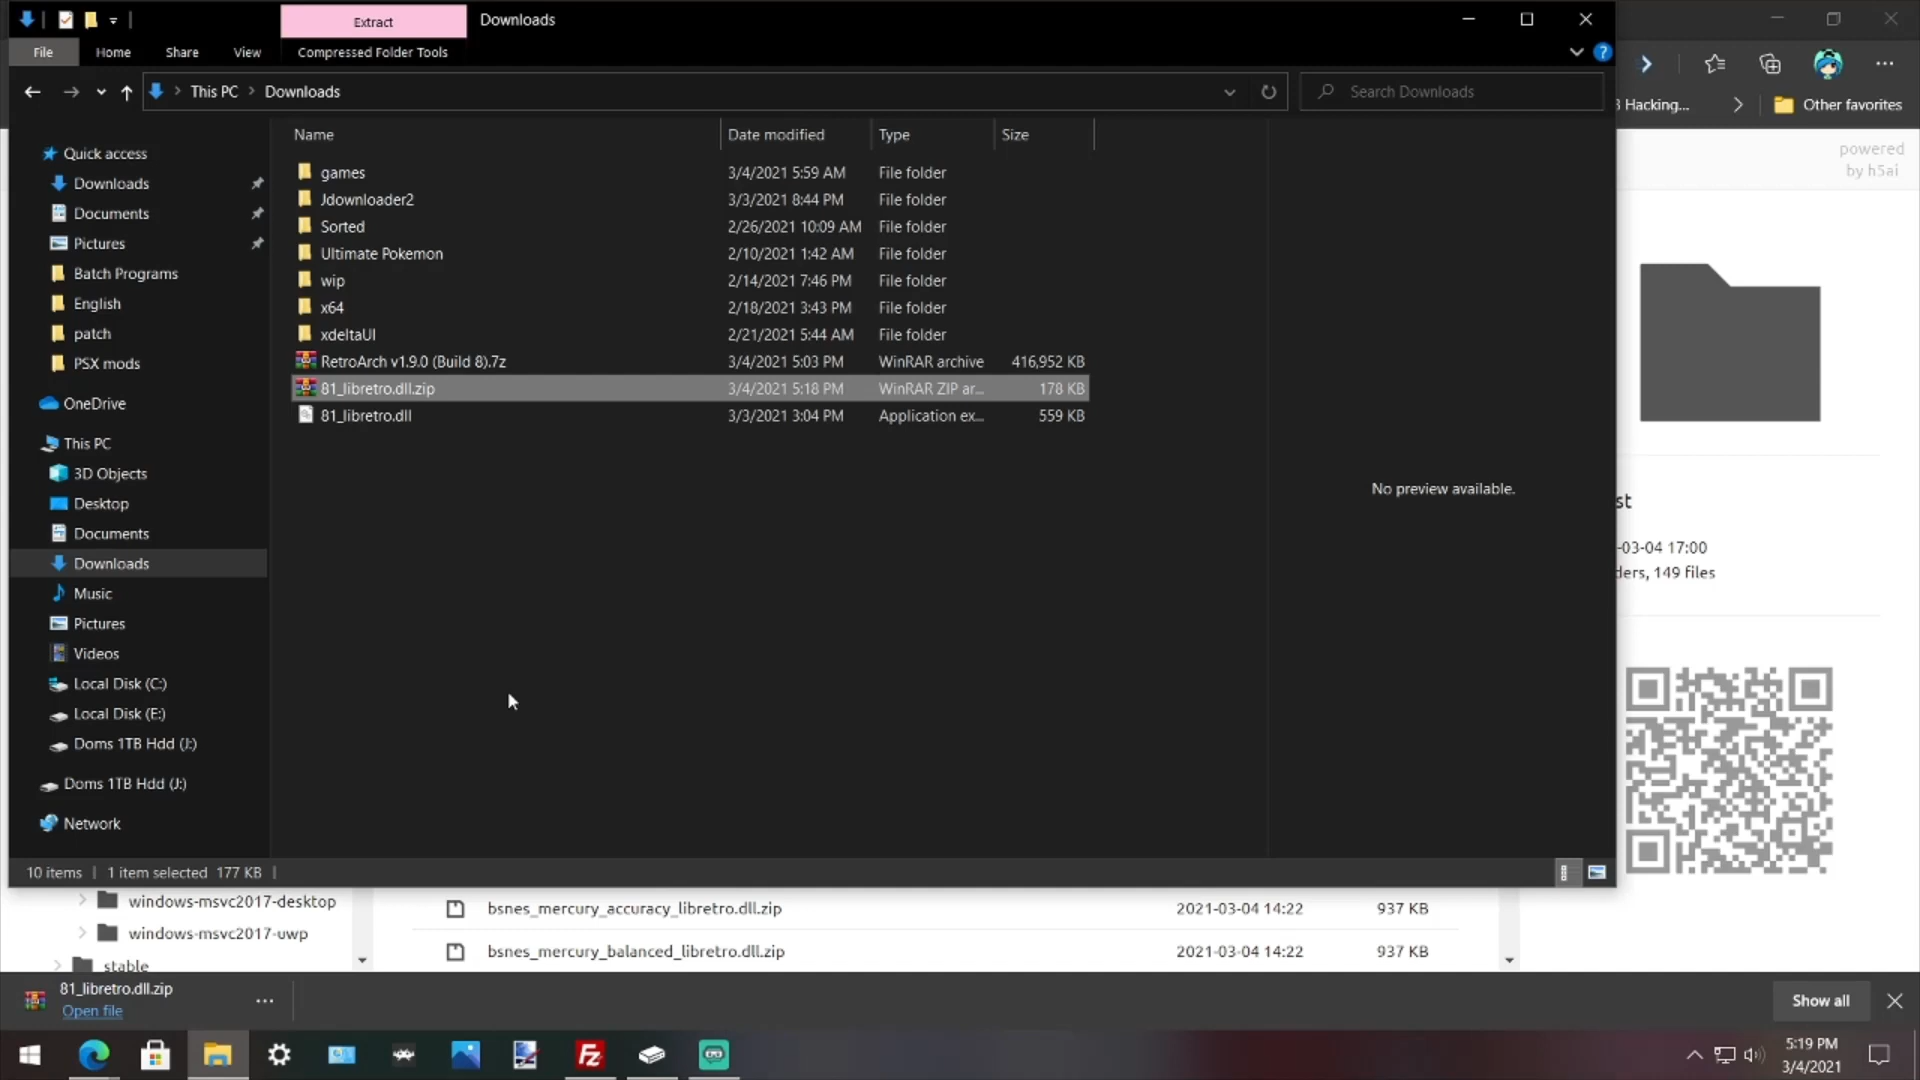 Extract
Downloads
File
Home
Share
View
Compressed Folder Tools
This PC
Downloads
Search Downloads
3 Hacking...
Other favorites
powered
by h5ai
Name
Date modified
Type
Size
Quick access
Downloads
Documents
Pictures
Batch Programs
English
patch
PSX mods
OneDrive
This PC
3D Objects
Desktop
Documents
Downloads
Music
Pictures
Videos
Local Disk (C:)
Local Disk (E:)
Doms 1TB Hdd (J:)
Doms 1TB Hdd (J:)
Network
games 3/4/2021 5:59 AM File folder
Jdownloader2 3/3/2021 8:44 PM File folder
Sorted 2/26/2021 10:09 AM File folder
Ultimate Pokemon 2/10/2021 1:42 AM File folder
wip 2/14/2021 7:46 PM File folder
x64 2/18/2021 3:43 PM File folder
xdeltaUI 2/21/2021 5:44 AM File folder
RetroArch v1.9.0 (Build 8).7z 3/4/2021 5:03 PM WinRAR archive 416,952 KB
81_libretro.dll.zip 3/4/2021 5:18 PM WinRAR ZIP ar... 178 KB
81_libretro.dll 3/3/2021 3:04 PM Application ex... 559 KB
No preview available.
st
-03-04 17:00
ders, 149 files
10 items
1 item selected 177 KB
windows-msvc2017-desktop
windows-msvc2017-uwp
stable
bsnes_mercury_accuracy_libretro.dll.zip 2021-03-04 14:22 937 KB
bsnes_mercury_balanced_libretro.dll.zip 2021-03-04 14:22 937 KB
81_libretro.dll.zip
Open file
Show all
5:19 PM
3/4/2021